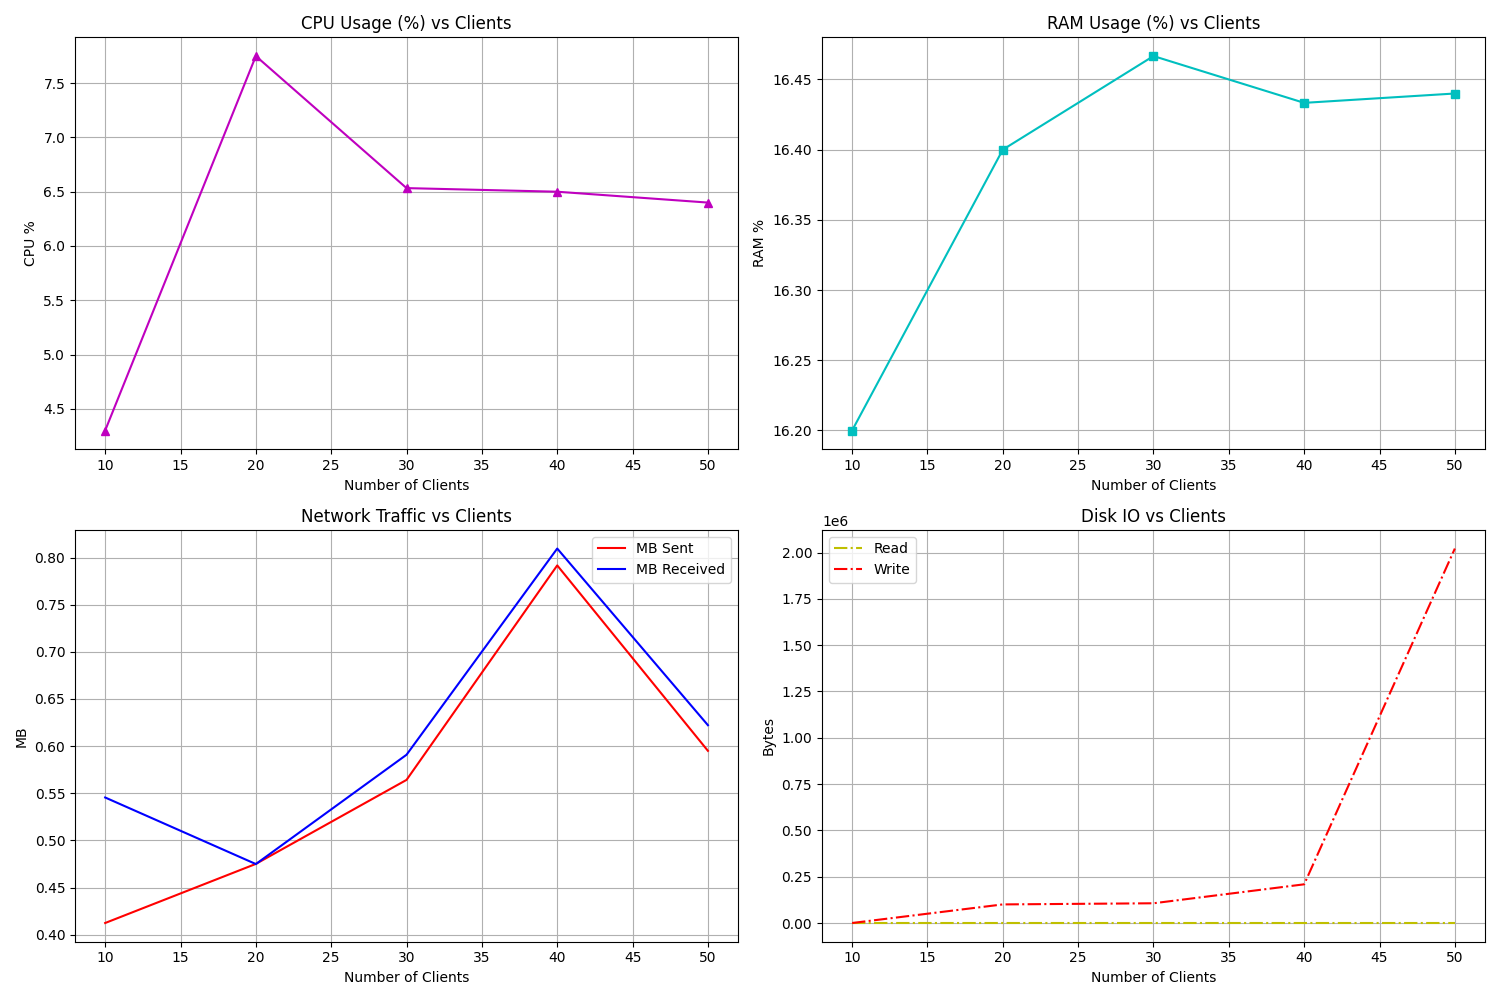 CPU Usage (%) vs Clients
CPU %
7.5
7.0
6.5
6.0
5.5
5.0
4.5
10 15 20 25 30 35 40 45 50
Number of Clients
RAM Usage (%) vs Clients
RAM %
16.45
16.40
16.35
16.30
16.25
16.20
10 15 20 25 30 35 40 45 50
Number of Clients
Network Traffic vs Clients
MB Sent
MB Received
MB
0.80
0.75
0.70
0.65
0.60
0.55
0.50
0.45
0.40
10 15 20 25 30 35 40 45 50
Number of Clients
Disk IO vs Clients
1e6
Read
Write
Bytes
2.00
1.75
1.50
1.25
1.00
0.75
0.50
0.25
0.00
10 15 20 25 30 35 40 45 50
Number of Clients